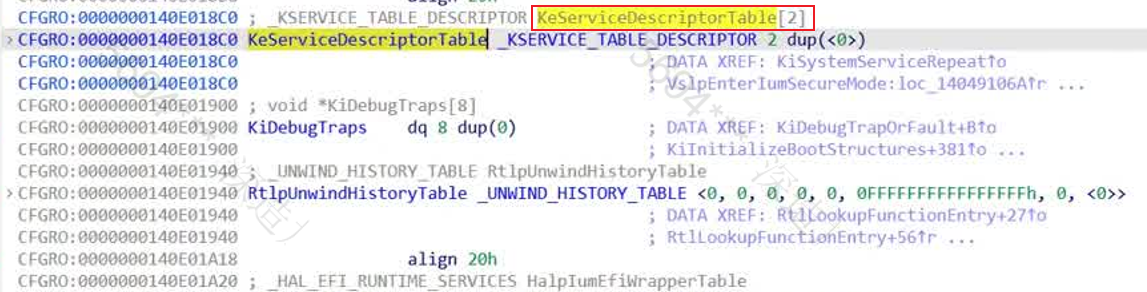 align 20h
CFGRO:0000000140E018C0 ; _KSERVICE_TABLE_DESCRIPTOR KeServiceDescriptorTable[2]
CFGRO:0000000140E018C0 KeServiceDescriptorTable _KSERVICE_TABLE_DESCRIPTOR 2 dup(<0>)
CFGRO:0000000140E018C0 ; DATA XREF: KiSystemServiceRepeat↑o
CFGRO:0000000140E018C0 ; VslpEnterIumSecureMode:loc_14049106A↑r ...
CFGRO:0000000140E01900 ; void *KiDebugTraps[8]
CFGRO:0000000140E01900 KiDebugTraps dq 8 dup(0) ; DATA XREF: KiDebugTrapOrFault+B↑o
CFGRO:0000000140E01900 ; KiInitializeBootStructures+381↑o ...
CFGRO:0000000140E01940 ; _UNWIND_HISTORY_TABLE RtlpUnwindHistoryTable
CFGRO:0000000140E01940 RtlpUnwindHistoryTable _UNWIND_HISTORY_TABLE <0, 0, 0, 0, 0, 0FFFFFFFFFFFFFFFFh, 0, <0>>
CFGRO:0000000140E01940 ; DATA XREF: RtlLookupFunctionEntry+27↑o
CFGRO:0000000140E01940 ; RtlLookupFunctionEntry+56↑r ...
CFGRO:0000000140E01A18 align 20h
CFGRO:0000000140E01A20 ; _HAL_EFI_RUNTIME_SERVICES HalpIumEfiWrapperTable